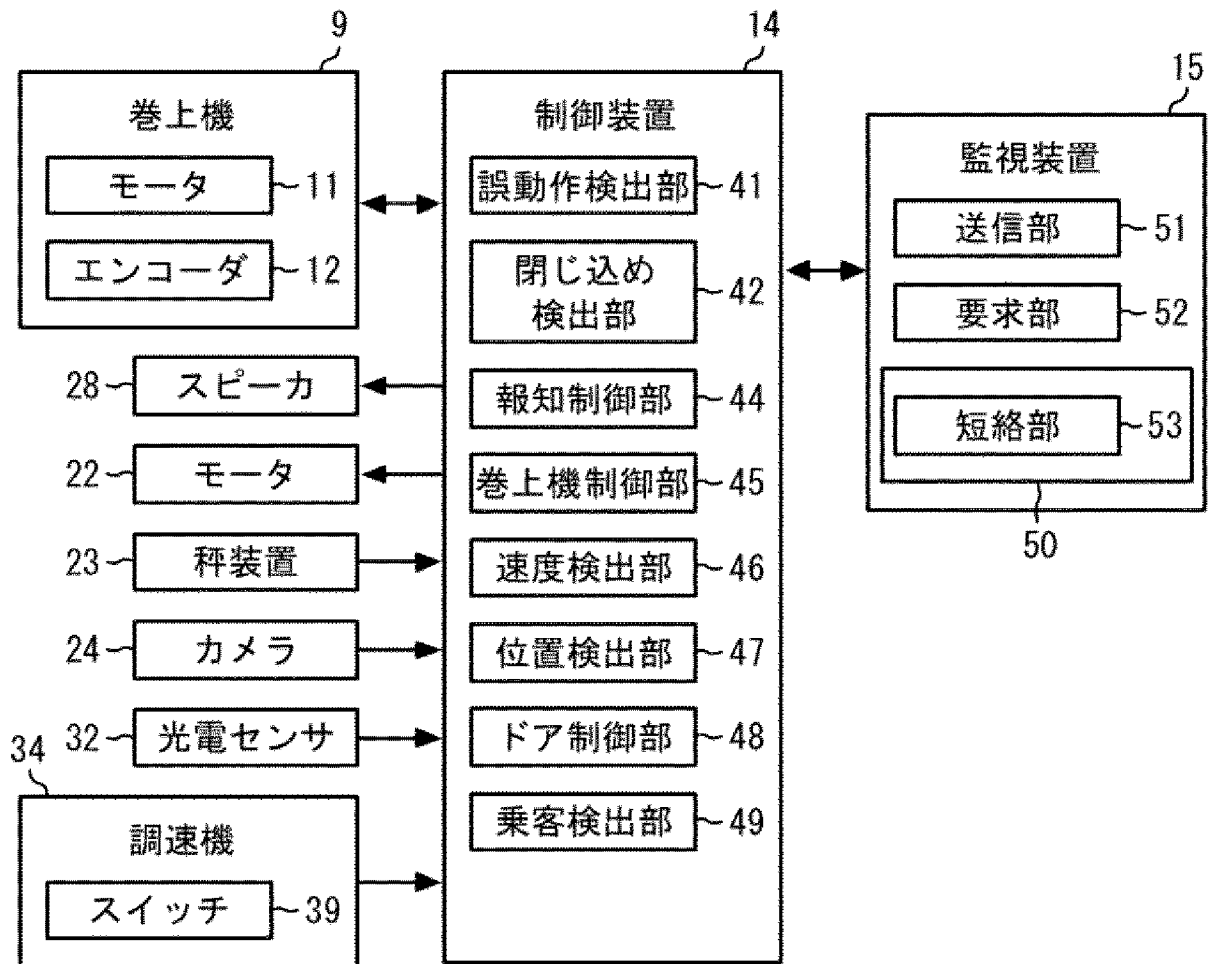 9
巻上機
モータ
11
エンコーダ
12
28
スピーカ
22
モータ
23
秤装置
24
カメラ
32
光電センサ
34
調速機
スイッチ
39
14
制御装置
誤動作検出部
41
閉じ込め
検出部
42
報知制御部
44
巻上機制御部
45
速度検出部
46
位置検出部
47
ドア制御部
48
乗客検出部
49
15
監視装置
送信部
51
要求部
52
短絡部
53
50